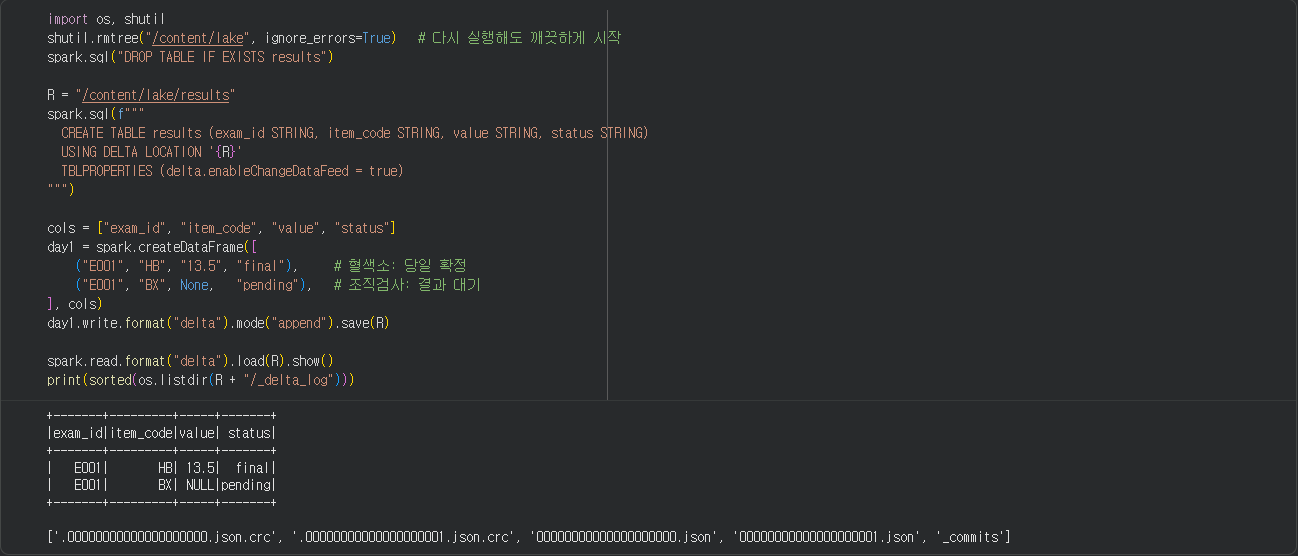 import os, shutil
shutil.rmtree("/content/lake", ignore_errors=True)   # 다시 실행해도 깨끗하게 시작
spark.sql("DROP TABLE IF EXISTS results")

R = "/content/lake/results"
spark.sql(f"""
  CREATE TABLE results (exam_id STRING, item_code STRING, value STRING, status STRING)
  USING DELTA LOCATION '{R}'
  TBLPROPERTIES (delta.enableChangeDataFeed = true)
""")

cols = ["exam_id", "item_code", "value", "status"]
day1 = spark.createDataFrame([
    ("E001", "HB", "13.5", "final"),     # 혈색소: 당일 확정
    ("E001", "BX", None,   "pending"),   # 조직검사: 결과 대기
], cols)
day1.write.format("delta").mode("append").save(R)

spark.read.format("delta").load(R).show()
print(sorted(os.listdir(R + "/_delta_log")))
+-------+---------+-----+-------+
|exam_id|item_code|value| status|
+-------+---------+-----+-------+
|   E001|       HB| 13.5|  final|
|   E001|       BX| NULL|pending|
+-------+---------+-----+-------+

['.00000000000000000000.json.crc', '.00000000000000000001.json.crc', '00000000000000000000.json', '00000000000000000001.json', '_commits']